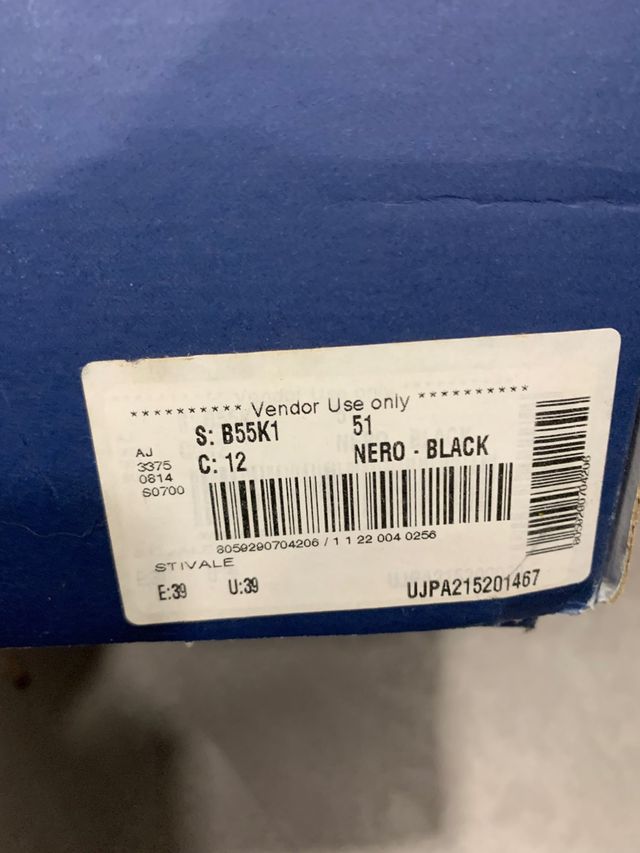 ********** Vendor Use only **********
AJ
3375
0814
S0700
S: B55K1 51
C: 12 NERO - BLACK
8059290704206 / 1 1 22 004 0256
STIVALE
E:39 U:39 UJPA215201467
8059290704206